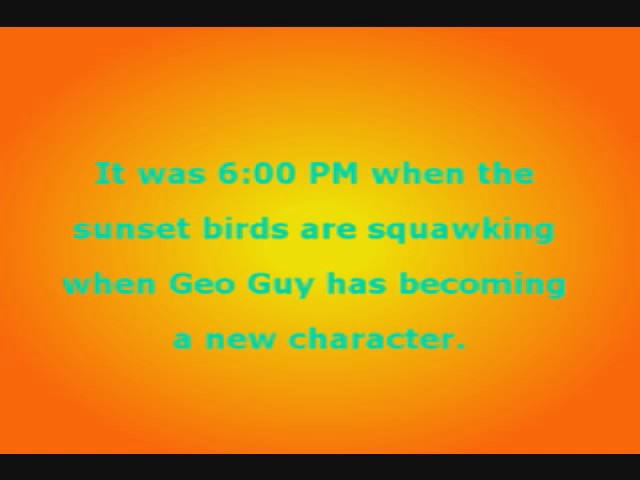 It was 6:00 PM when the
sunset birds are squawking
when Geo Guy has becoming
a new character.